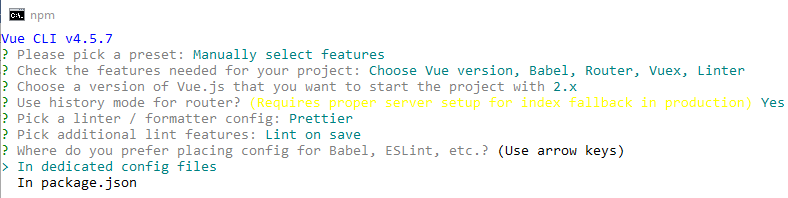 C:\. npm
Vue CLI v4.5.7
? Please pick a preset: Manually select features
? Check the features needed for your project: Choose Vue version, Babel, Router, Vuex, Linter
? Choose a version of Vue.js that you want to start the project with 2.x
? Use history mode for router? (Requires proper server setup for index fallback in production) Yes
? Pick a linter / formatter config: Prettier
? Pick additional lint features: Lint on save
? Where do you prefer placing config for Babel, ESLint, etc.? (Use arrow keys)
> In dedicated config files
In package.json